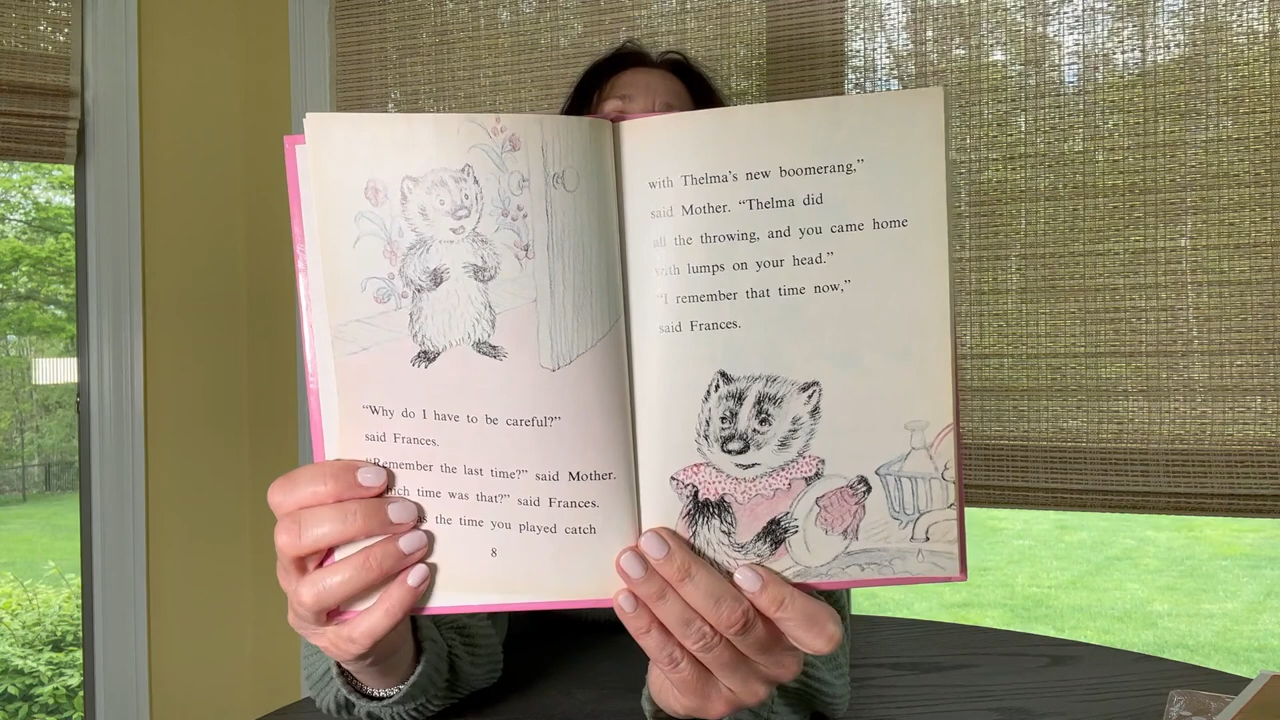 “Why do I have to be careful?”
said Frances.
“Remember the last time?” said Mother.
time was that?” said Frances.
the time you played catch
8
with Thelma’s new boomerang,”
said Mother. “Thelma did
all the throwing, and you came home
with lumps on your head.”
“I remember that time now,”
said Frances.